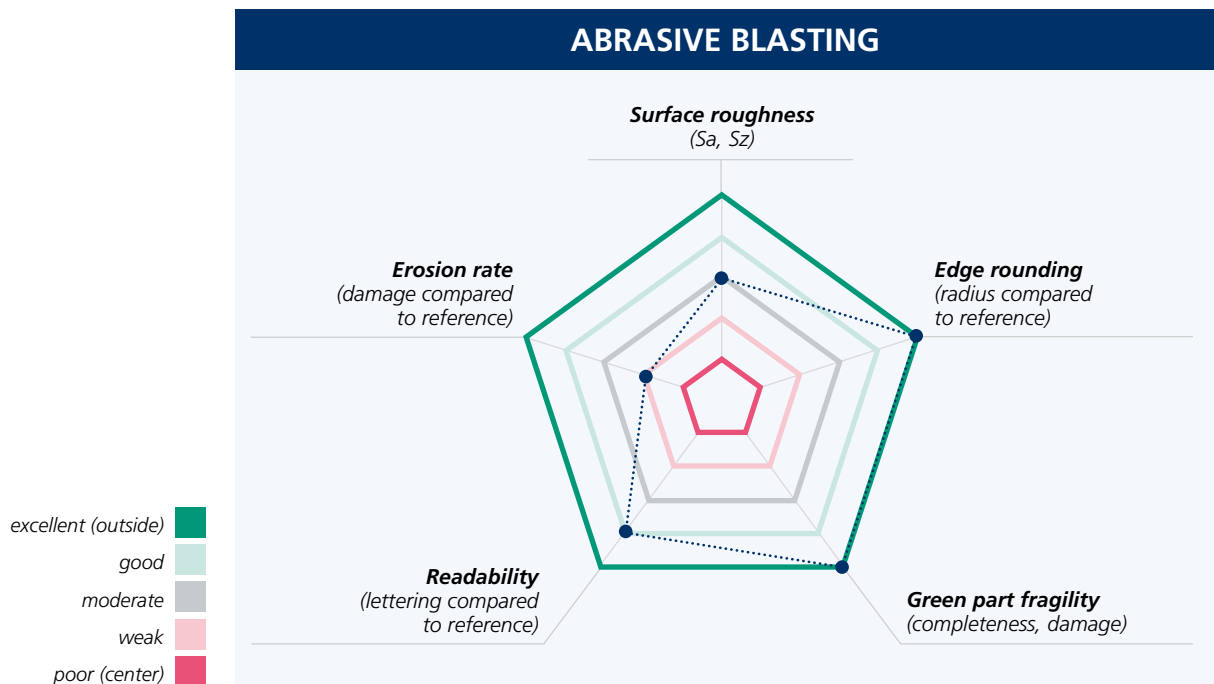 ABRASIVE BLASTING
Surface roughness
(Sa, Sz)
Erosion rate
(damage compared
to reference)
Edge rounding
(radius compared
to reference)
Readability
(lettering compared
to reference)
Green part fragility
(completeness, damage)
excellent (outside)
good
moderate
weak
poor (center)